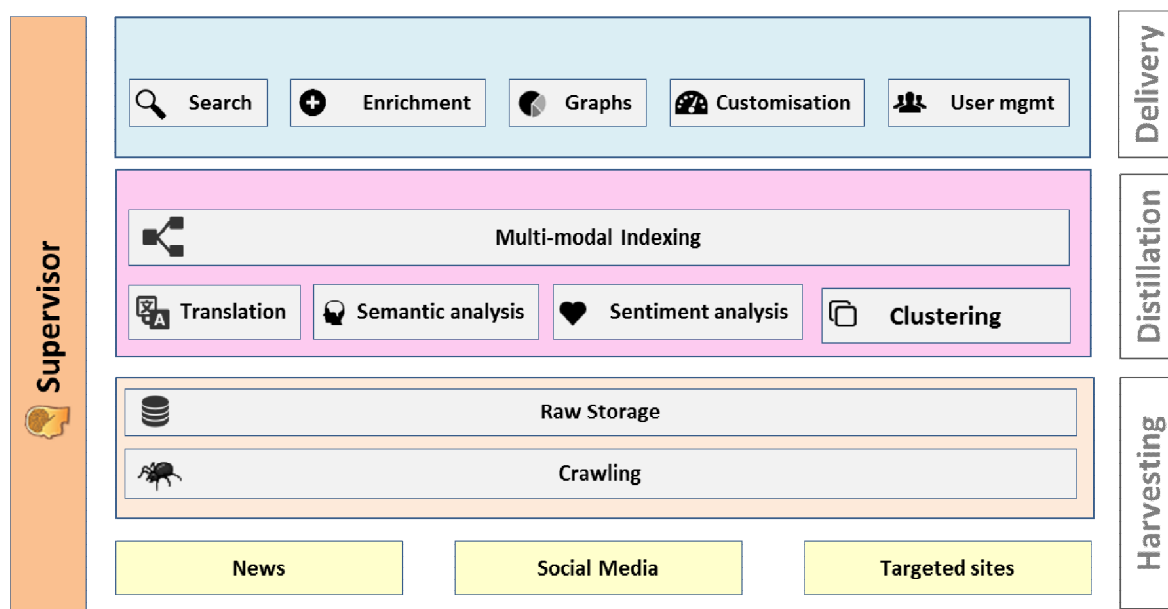 Supervisor
Search
Enrichment
Graphs
Customisation
User mgmt
Delivery
Multi-modal Indexing
Translation
Semantic analysis
Sentiment analysis
Clustering
Distillation
Raw Storage
Crawling
News
Social Media
Targeted sites
Harvesting